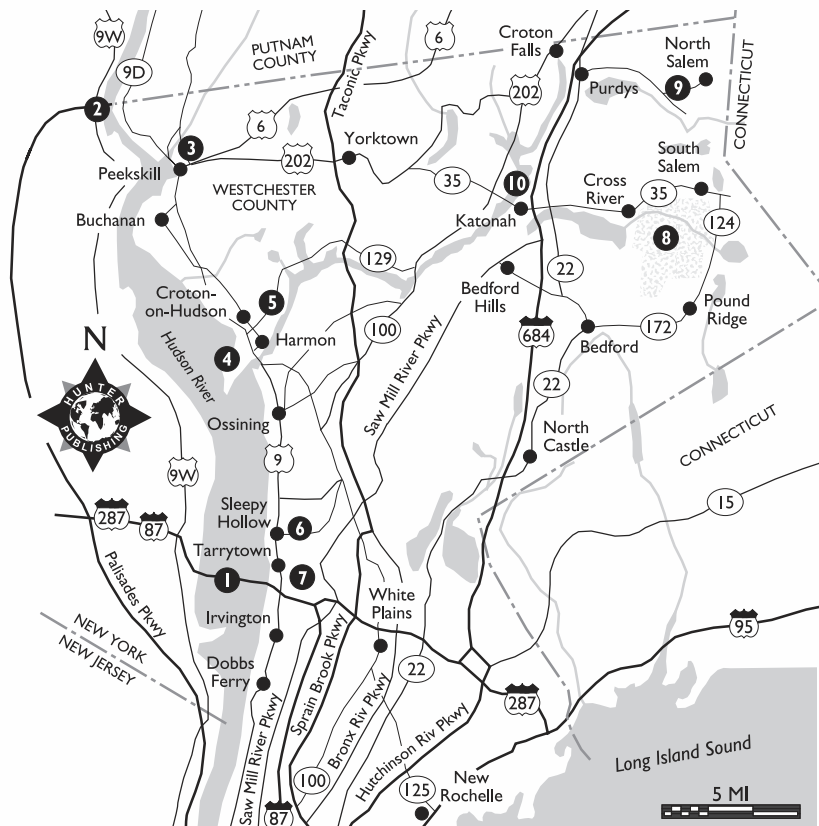 Croton
Falls
North
Salem
9W
PUTNAM
COUNTY
6
9D
Taconic Pkwy
202
Purdys
9
CONNECTICUT
2
3
6
Yorktown
South
Salem
Peekskill
202
35
10
Cross
River
35
WESTCHESTER
COUNTY
Katonah
124
Buchanan
8
129
22
Bedford
Hills
Croton-
on-Hudson
5
Pound
Ridge
100
684
172
N
Harmon
Bedford
4
Hudson River
Saw Mill River Pkwy
22
HUNTER
PUBLISHING
Ossining
North
Castle
CONNECTICUT
9
9W
15
287
87
Sleepy
Hollow
6
Tarrytown
1
7
Palisades Pkwy
White
Plains
Irvington
95
NEW YORK
NEW JERSEY
Dobbs
Ferry
22
Saw Mill River Pkwy
Sprain Brook Pkwy
Bronx Riv Pkwy
Hutchinson Riv Pkwy
287
Long Island Sound
100
125
New
Rochelle
87
5 MI